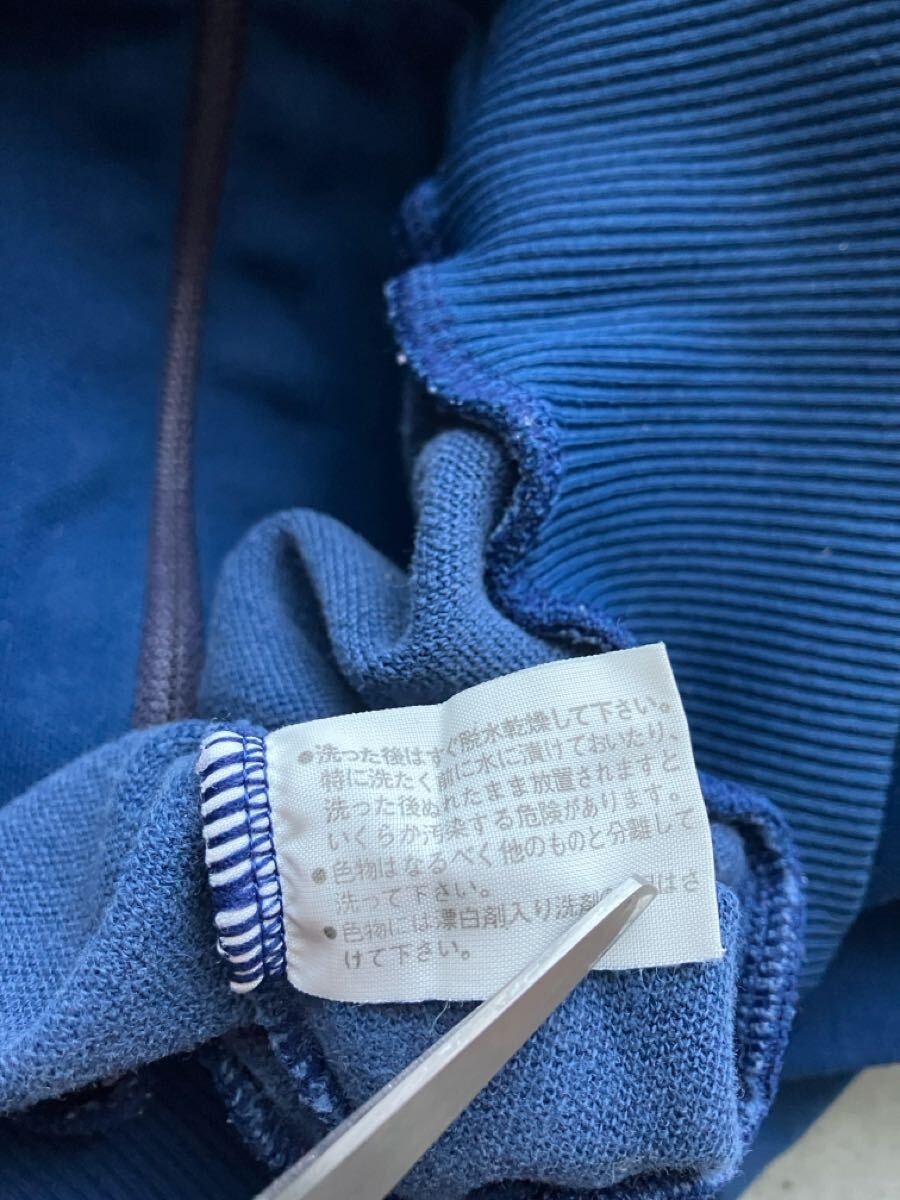 ●洗った後はすぐ脱水乾燥して下さい。
特に洗たく前に水に漬けておいたり、
洗った後ぬれたまま放置されますと
いくらか汚染する危険があります。
●色物はなるべく他のものと分離して
洗って下さい。
●色物には漂白剤入り洗剤 はさ
けて下さい。